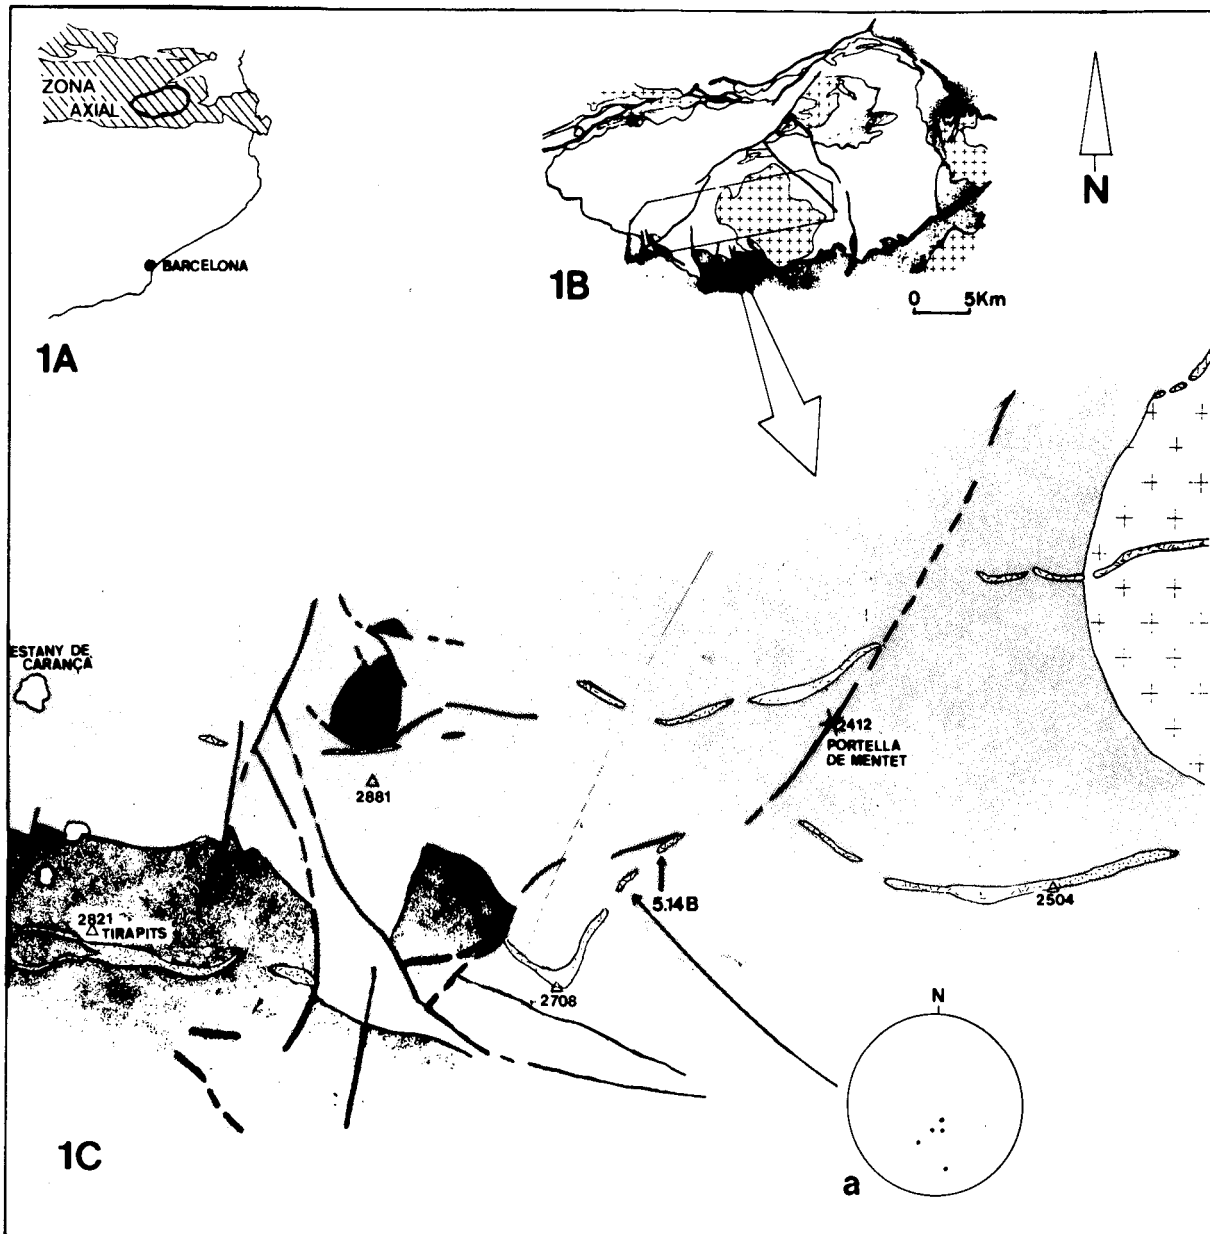 ZONA
AXIAL
BARCELONA
1A
1B
0 5Km
N
ESTANY DE
CARANÇA
2881
2412
PORTELLA
DE MENTET
5.14B
2504
2821
TIRAPITS
2708
N
1C
a